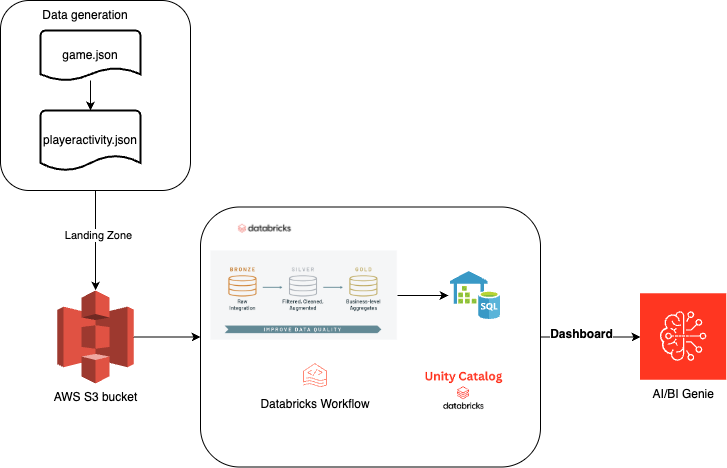 Data generation
game.json
playeractivity.json
Landing Zone
AWS S3 bucket
databricks
BRONZE
SILVER
GOLD
Raw
Integration
Filtered, Cleaned,
Augmented
Business-level
Aggregates
IMPROVE DATA QUALITY
SQL
Databricks Workflow
Unity Catalog
databricks
Dashboard
AI/BI Genie